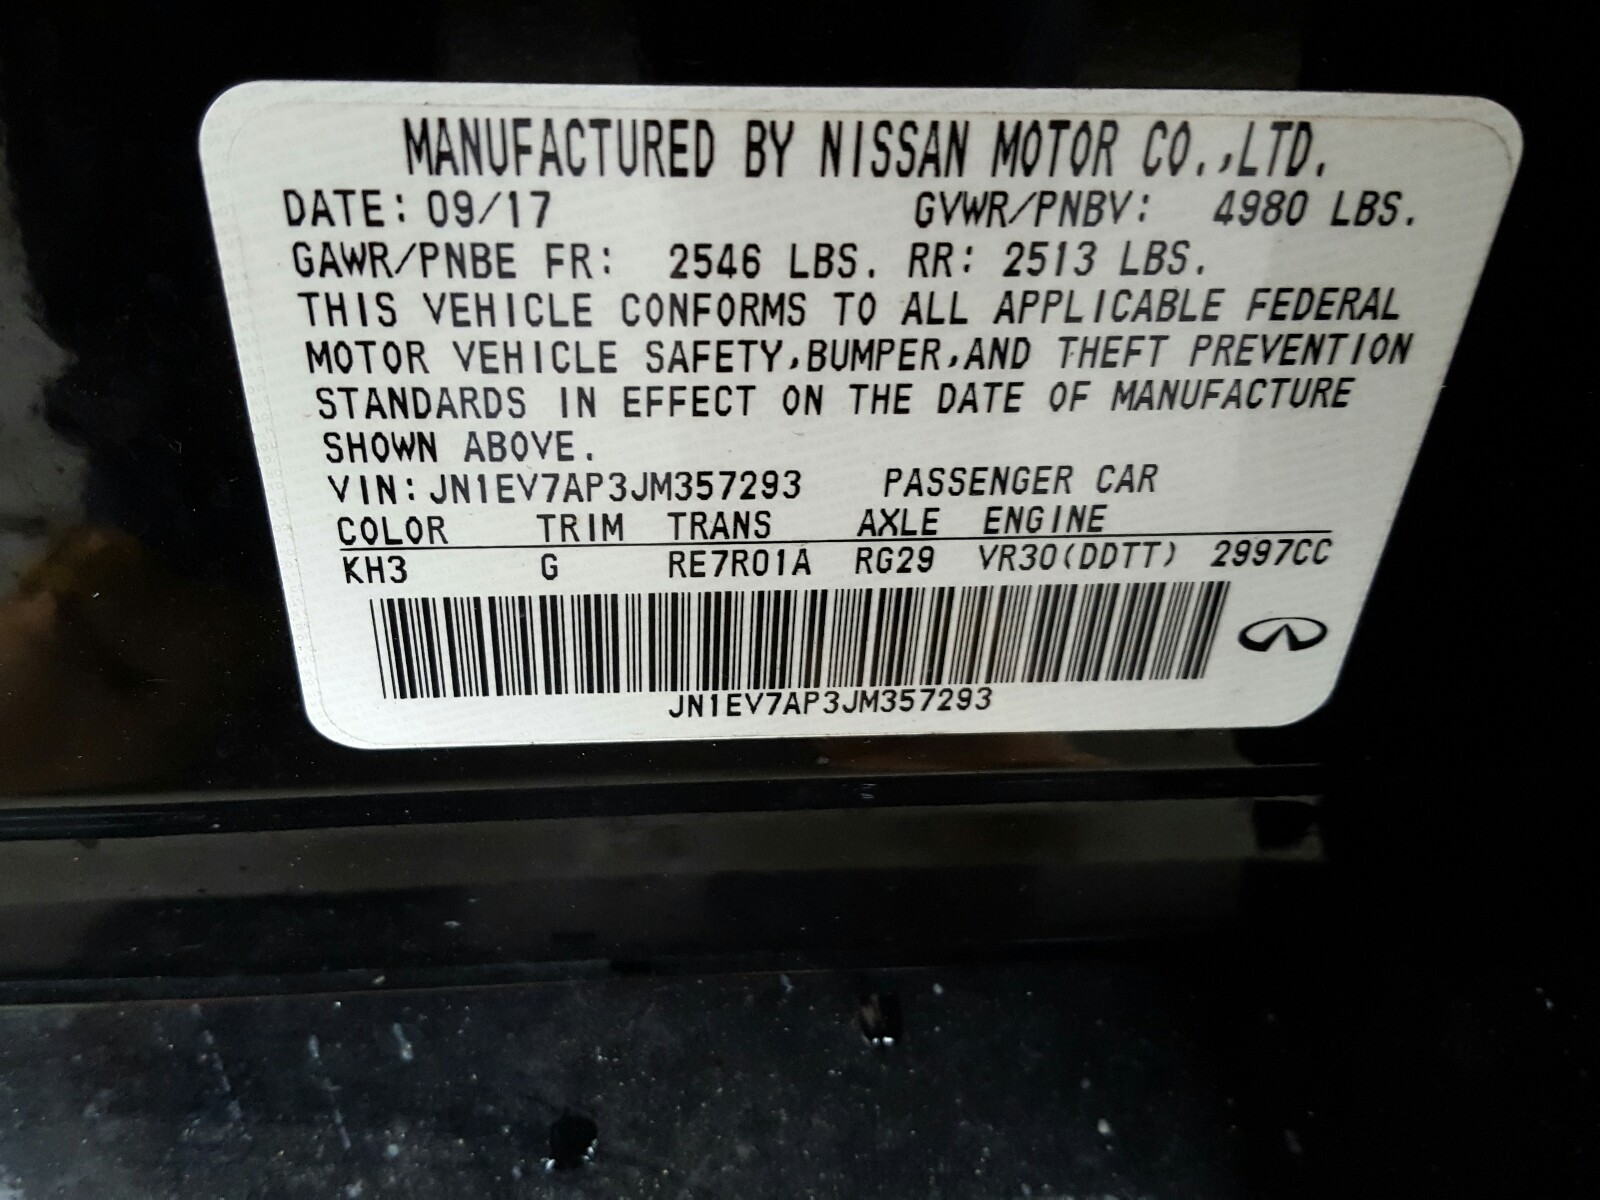 MANUFACTURED BY NISSAN MOTOR CO.,LTD.
DATE: 09/17 GVWR/PNBV: 4980 LBS.
GAWR/PNBE FR: 2546 LBS. RR: 2513 LBS.
THIS VEHICLE CONFORMS TO ALL APPLICABLE FEDERAL
MOTOR VEHICLE SAFETY,BUMPER,AND THEFT PREVENTION
STANDARDS IN EFFECT ON THE DATE OF MANUFACTURE
SHOWN ABOVE.
VIN: JN1EV7AP3JM357293 PASSENGER CAR
COLOR TRIM TRANS AXLE ENGINE
KH3 G RE7R01A RG29 VR30(DDTT) 2997CC
JN1EV7AP3JM357293